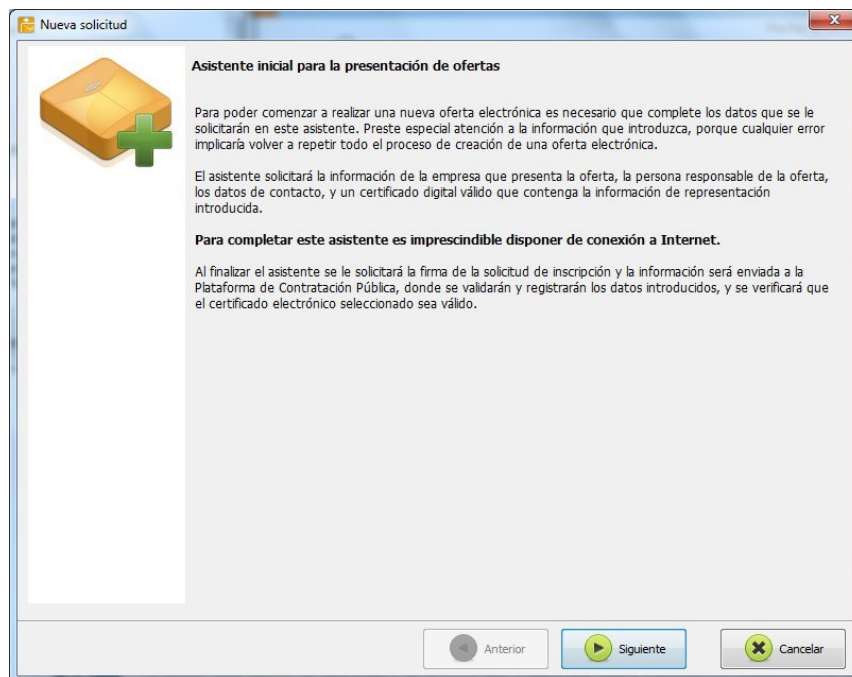 Nueva solicitud
Asistente inicial para la presentación de ofertas
Para poder comenzar a realizar una nueva oferta electrónica es necesario que complete los datos que se le
solicitarán en este asistente. Preste especial atención a la información que introduzca, porque cualquier error
implicaría volver a repetir todo el proceso de creación de una oferta electrónica.
El asistente solicitará la información de la empresa que presenta la oferta, la persona responsable de la oferta,
los datos de contacto, y un certificado digital válido que contenga la información de representación
introducida.
Para completar este asistente es imprescindible disponer de conexión a Internet.
Al finalizar el asistente se le solicitará la firma de la solicitud de inscripción y la información será enviada a la
Plataforma de Contratación Pública, donde se validarán y registrarán los datos introducidos, y se verificará que
el certificado electrónico seleccionado sea válido.
Anterior Siguiente Cancelar